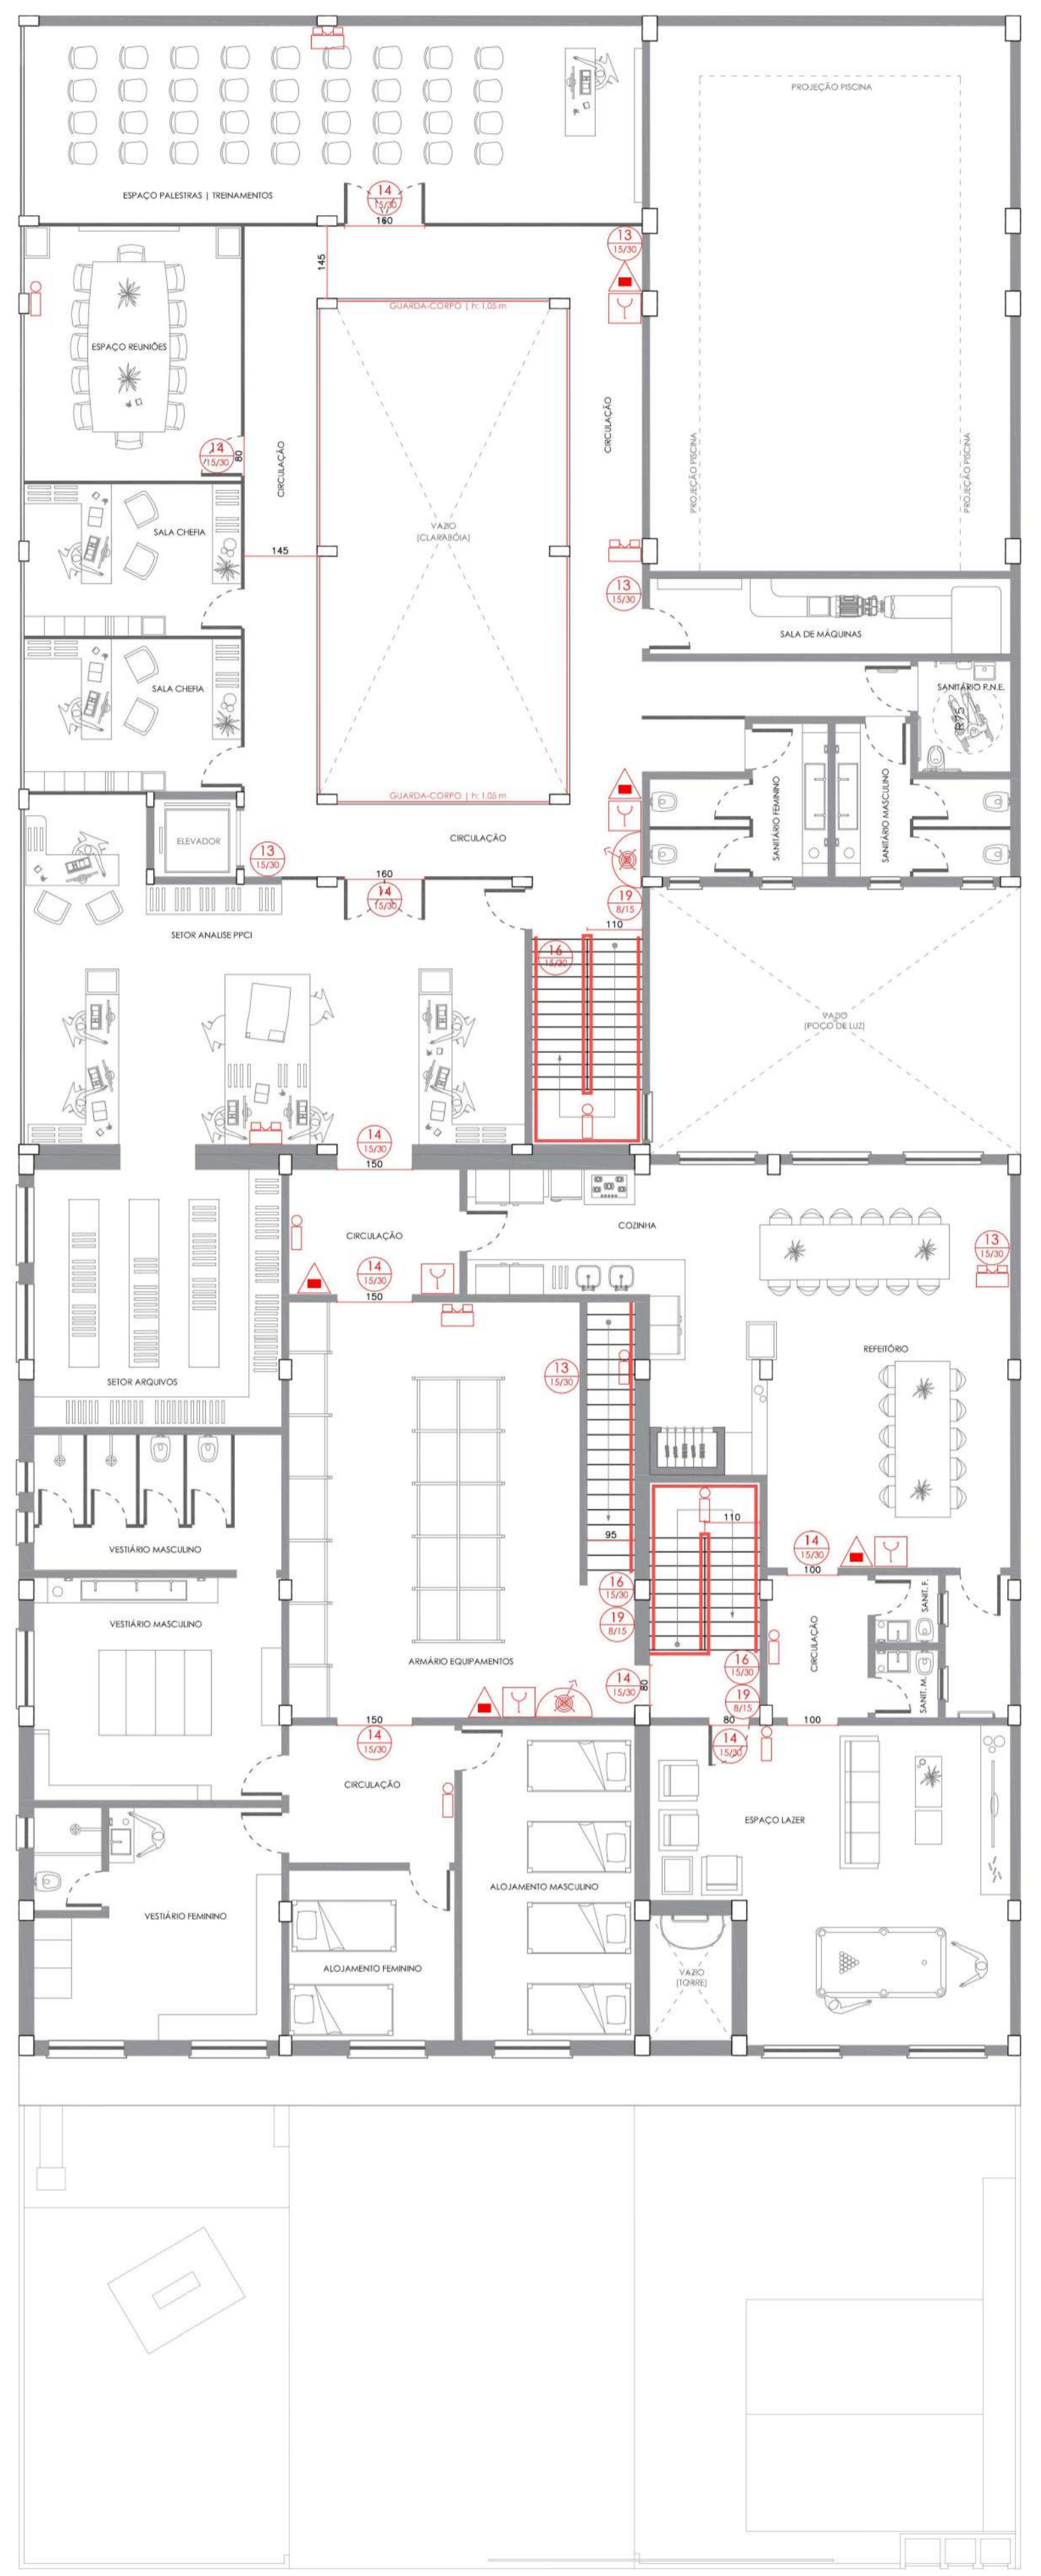 PROJEÇÃO PISCINA
ESPAÇO PALESTRAS | TREINAMENTOS
14
15/30
160
13
15/30
145
GUARDA-CORPO | h: 1.05 m
ESPAÇO REUNIÕES
CIRCULAÇÃO
CIRCULAÇÃO
PROJEÇÃO PISCINA
PROJEÇÃO PISCINA
14
15/30
80
SALA CHEFIA
VAZIO
(CLARABÓIA)
145
13
15/30
SALA DE MÁQUINAS
SALA CHEFIA
SANITÁRIO P.N.E.
R75
GUARDA-CORPO | h: 1.05 m
SANITÁRIO FEMININO
SANITÁRIO MASCULINO
ELEVADOR
CIRCULAÇÃO
13
15/30
160
14
15/30
19
8/15
110
SETOR ANALISE PPCI
16
15/30
VAZIO
(POÇO DE LUZ)
14
15/30
150
COZINHA
CIRCULAÇÃO
13
15/30
14
15/30
150
REFEITÓRIO
13
15/30
SETOR ARQUIVOS
110
95
VESTIÁRIO MASCULINO
14
15/30
100
16
15/30
19
8/15
SANIT. F.
VESTIÁRIO MASCULINO
CIRCULAÇÃO
ARMÁRIO EQUIPAMENTOS
16
15/30
14
15/30
80
SANIT. M.
19
8/15
150
80
100
14
15/30
14
15/30
CIRCULAÇÃO
ESPAÇO LAZER
ALOJAMENTO MASCULINO
VESTIÁRIO FEMININO
ALOJAMENTO FEMININO
VAZIO
(TORRE)